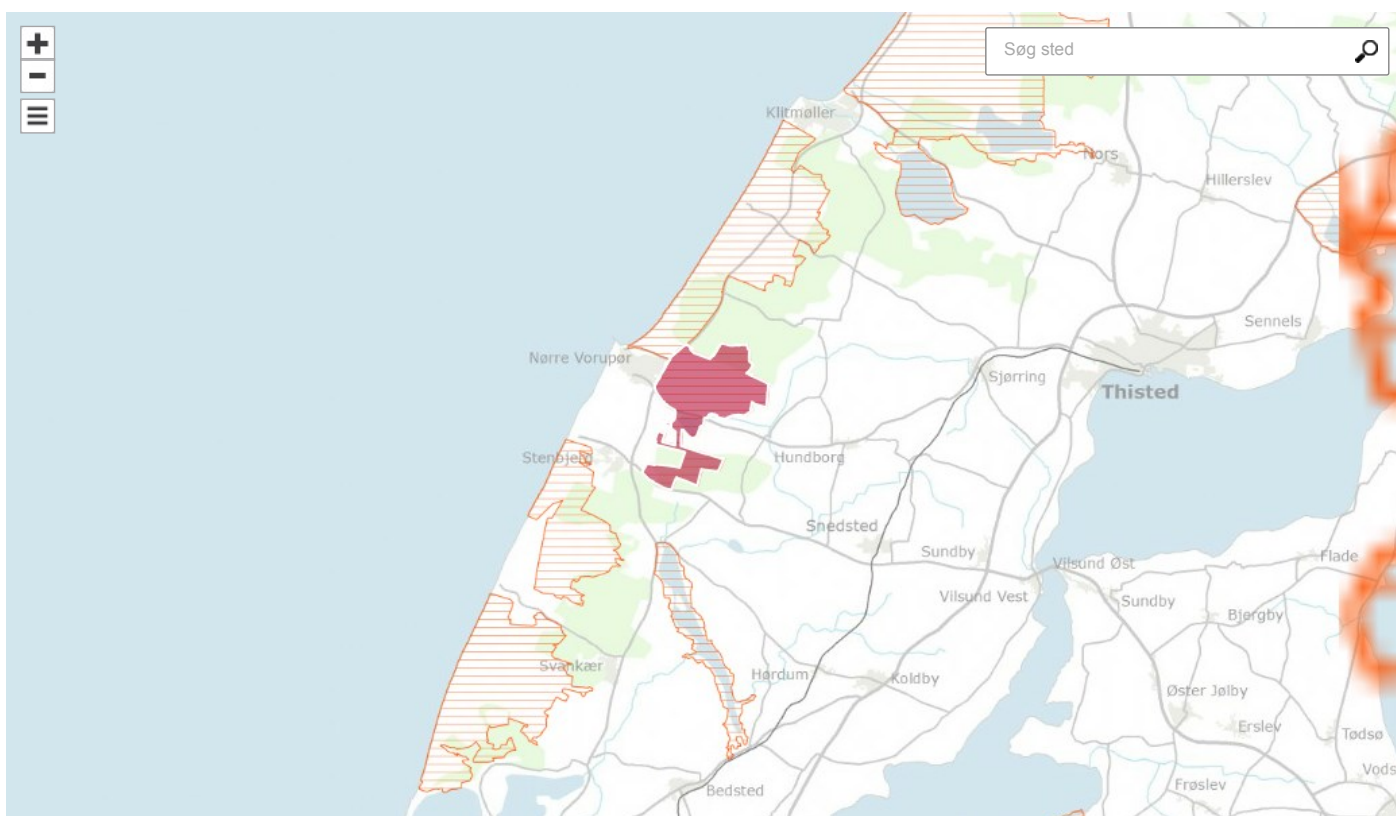 Søg sted
Klitmøller
Nors
Hillerslev
Sennels
Nørre Vorupør
Sjørring
Thisted
Stenbjerg
Hundborg
Snedsted
Sundby
Flade
Vilsund Øst
Vilsund Vest
Sundby
Bjergby
Svankær
Hørdum
Koldby
Øster Jølby
Erslev
Tødsø
Vods
Bedsted
Frøslev